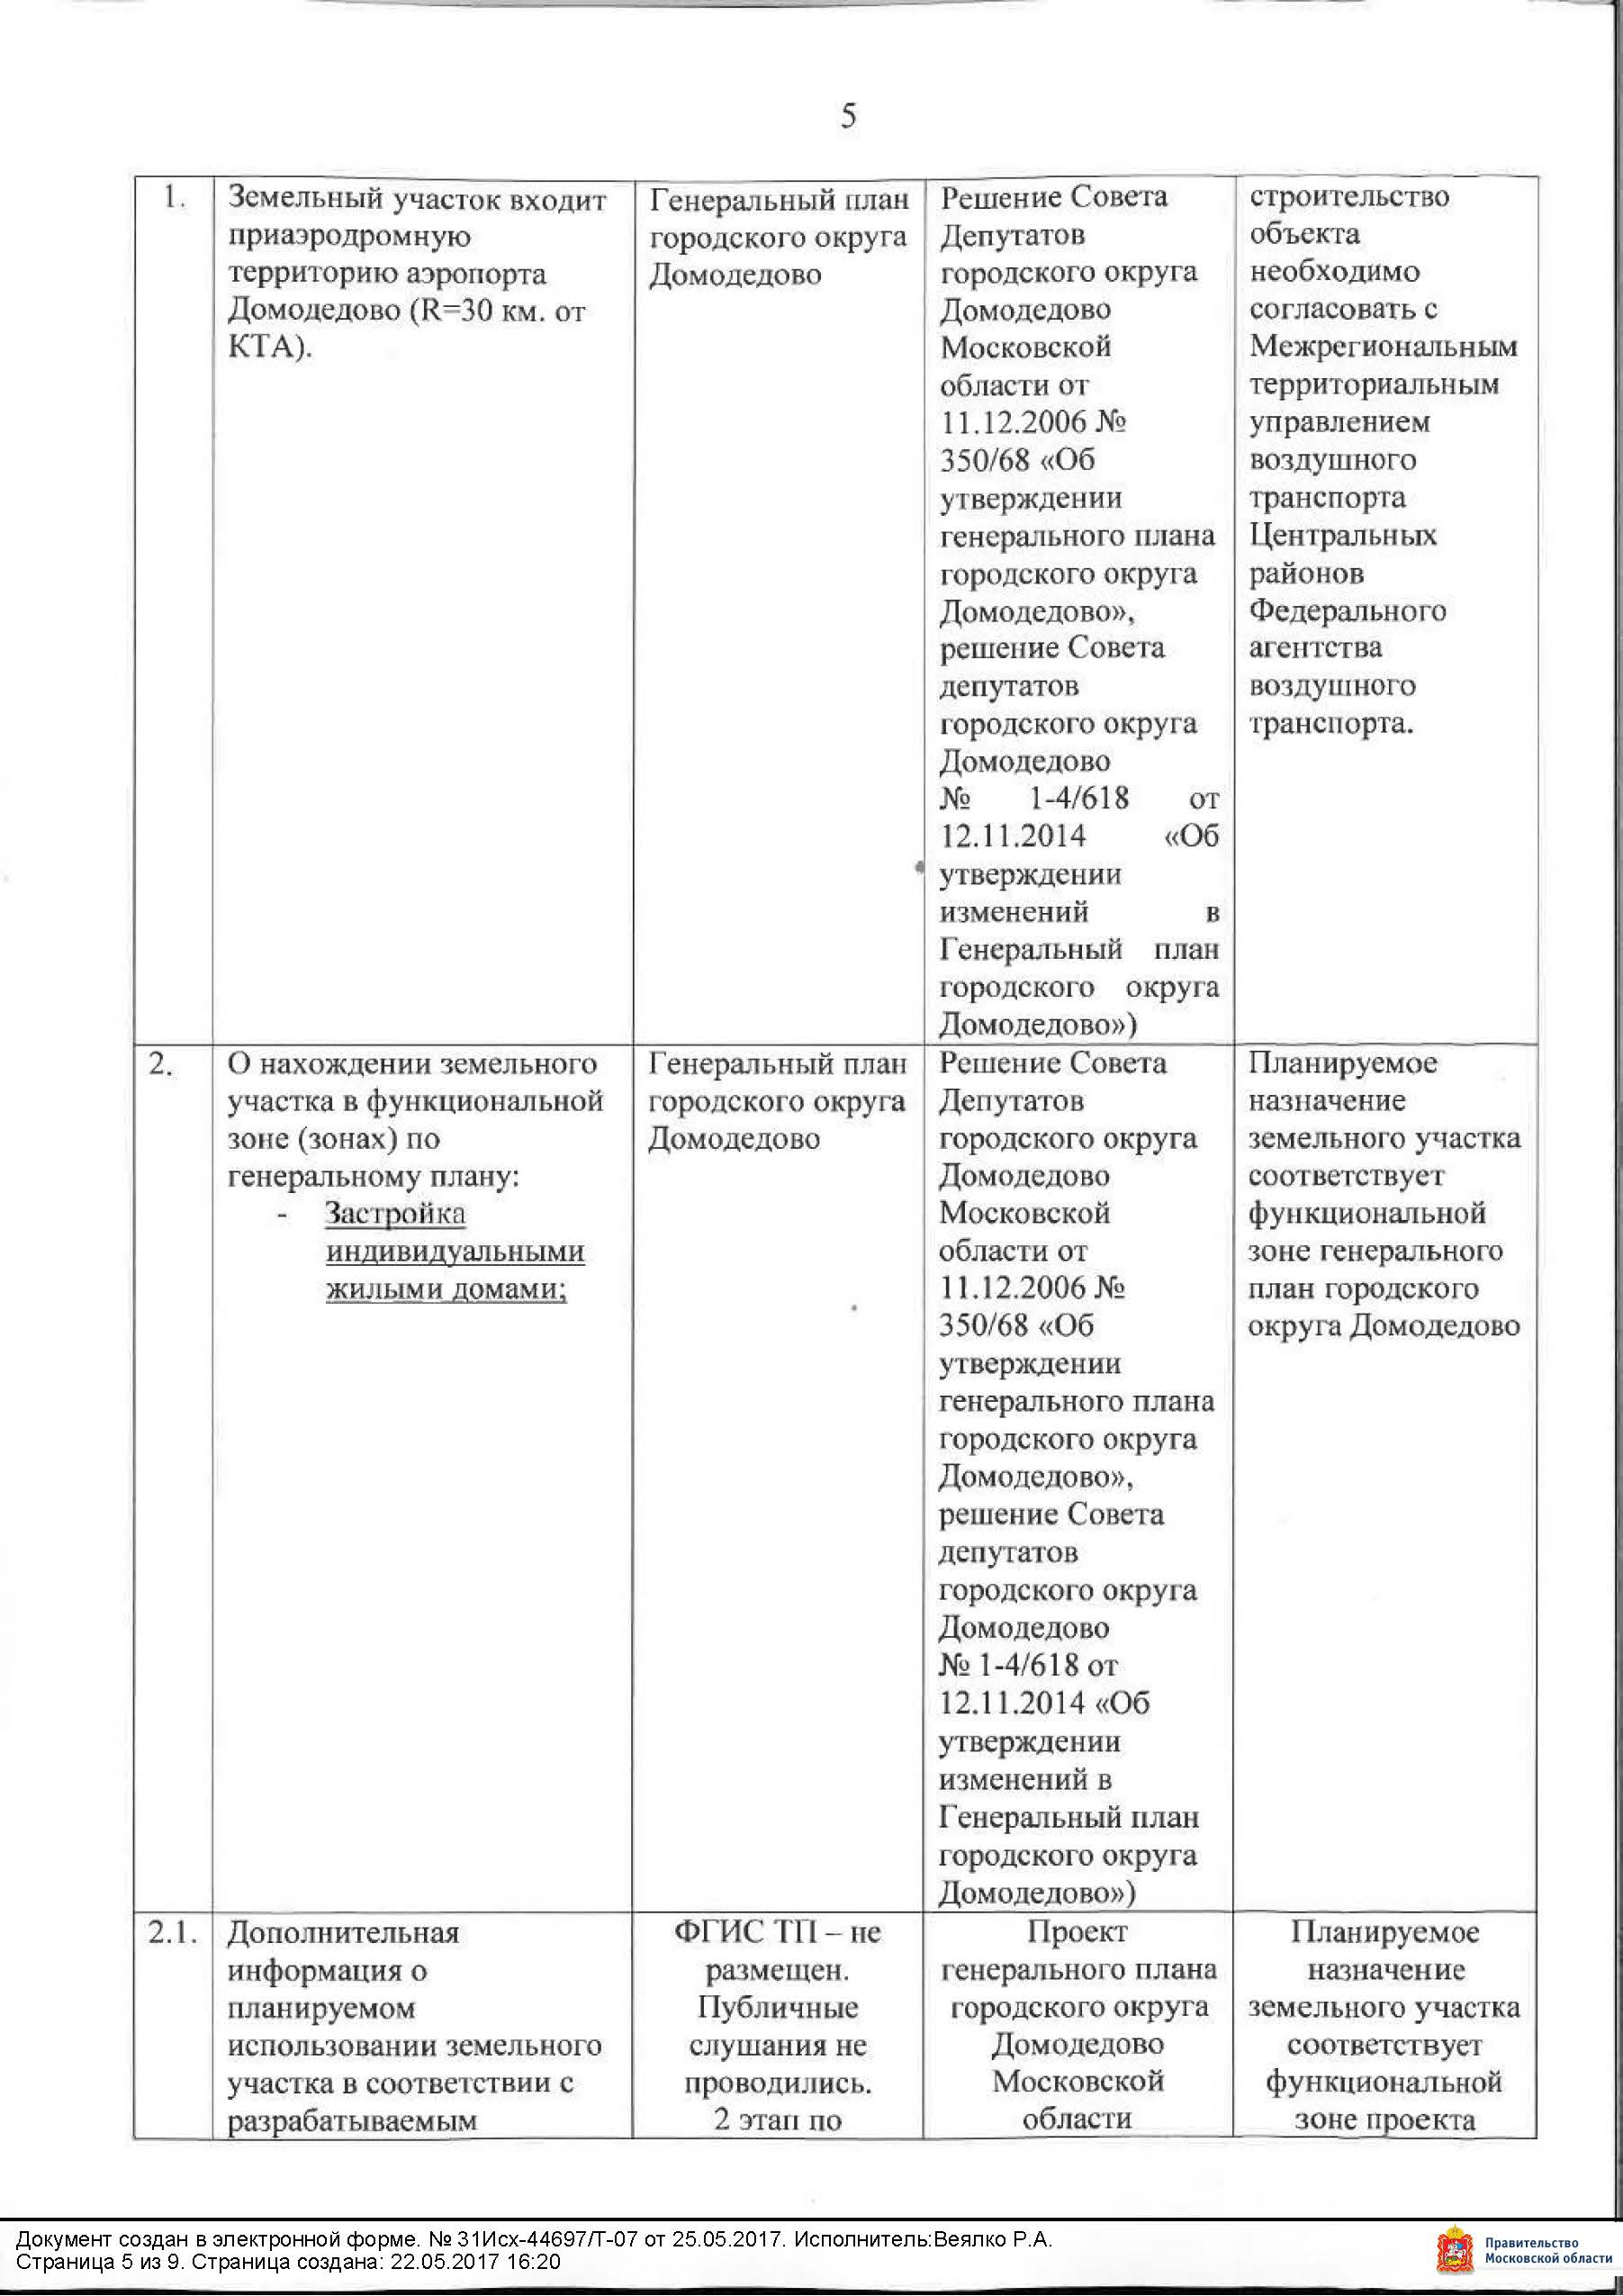 5
1.
Земельный участок входит
приаэродромную
территорию аэропорта
Домодедово (R=30 км. от
КТА).
Генеральный план
городского округа
Домодедово
Решение Совета
Депутатов
городского округа
Домодедово
Московской
области от
11.12.2006 №
350/68 «Об
утверждении
генерального плана
городского округа
Домодедово»,
решение Совета
депутатов
городского округа
Домодедово
№ 1-4/618 от
12.11.2014 «Об
утверждении
изменений в
Генеральный план
городского округа
Домодедово»)
строительство
объекта
необходимо
согласовать с
Межрегиональным
территориальным
управлением
воздушного
транспорта
Центральных
районов
Федерального
агентства
воздушного
транспорта.
2.
О нахождении земельного
участка в функциональной
зоне (зонах) по
генеральному плану:
- Застройка
индивидуальными
жилыми домами;
Генеральный план
городского округа
Домодедово
Решение Совета
Депутатов
городского округа
Домодедово
Московской
области от
11.12.2006 №
350/68 «Об
утверждении
генерального плана
городского округа
Домодедово»,
решение Совета
депутатов
городского округа
Домодедово
№ 1-4/618 от
12.11.2014 «Об
утверждении
изменений в
Генеральный план
городского округа
Домодедово»)
Планируемое
назначение
земельного участка
соответствует
функциональной
зоне генерального
план городского
округа Домодедово
2.1.
Дополнительная
информация о
планируемом
использовании земельного
участка в соответствии с
разрабатываемым
ФГИС ТП – не
размещен.
Публичные
слушания не
проводились.
2 этап по
Проект
генерального плана
городского округа
Домодедово
Московской
области
Планируемое
назначение
земельного участка
соответствует
функциональной
зоне проекта
Документ создан в электронной форме. № 31Исх-44697/Т-07 от 25.05.2017. Исполнитель:Веялко Р.А.
Страница 5 из 9. Страница создана: 22.05.2017 16:20
Правительство
Московской области